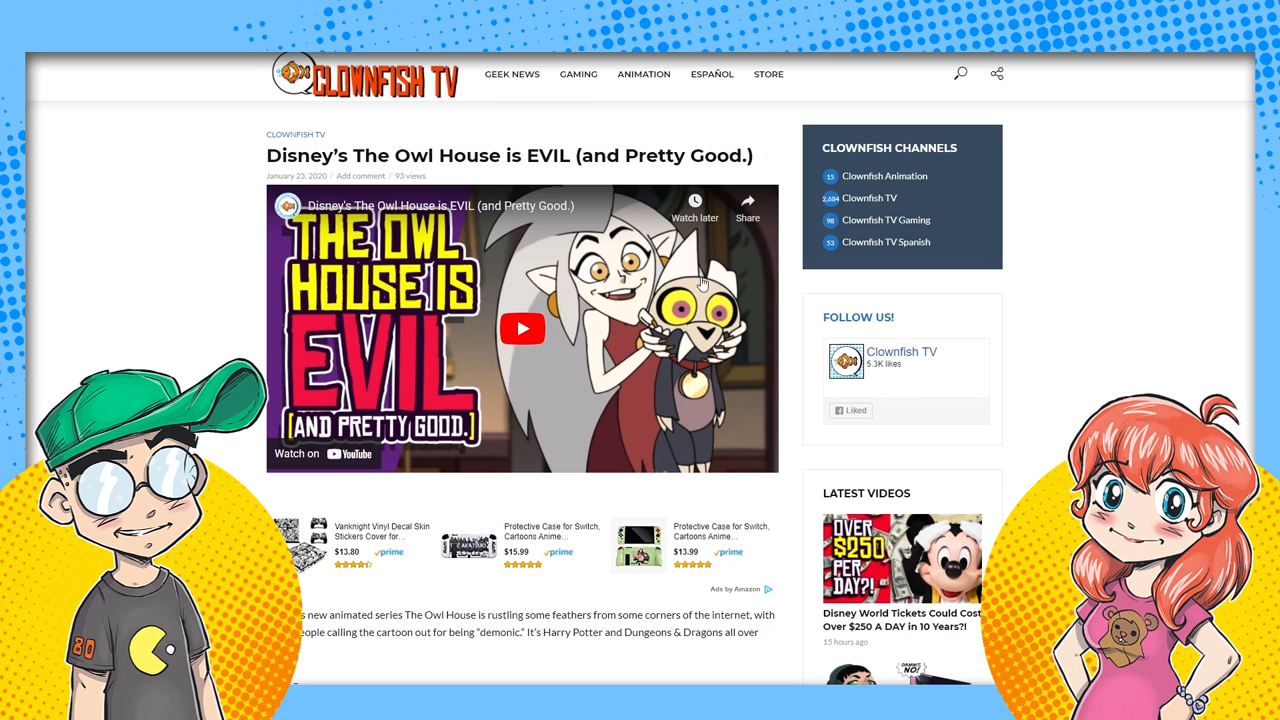 CLOWNFISH TV
GEEK NEWS
GAMING
ANIMATION
ESPAÑOL
STORE
CLOWNFISH TV
Disney's The Owl House is EVIL (and Pretty Good.)
January 23, 2020 / Add comment / 93 views
Disney's The Owl House is EVIL (and Pretty Good.)
Watch later
Share
THE OWL
HOUSE IS
EVIL
(AND PRETTY GOOD.)
Watch on YouTube
Vanknight Vinyl Decal Skin
Stickers Cover for...
$13.80 prime
Protective Case for Switch,
Cartoons Anime...
$15.99 prime
Protective Case for Switch,
Cartoons Anime...
$13.99 prime
Ads by Amazon
s new animated series The Owl House is rustling some feathers from some corners of the internet, with
eople calling the cartoon out for being “demonic.” It's Harry Potter and Dungeons & Dragons all over
CLOWNFISH CHANNELS
15 Clownfish Animation
2,684 Clownfish TV
98 Clownfish TV Gaming
53 Clownfish TV Spanish
FOLLOW US!
Clownfish TV
5.3K likes
Liked
LATEST VIDEOS
OVER
$250
PER
DAY?!
Disney World Tickets Could Cost
Over $250 A DAY in 10 Years?!
15 hours ago
DAMMIT,
NO!
80